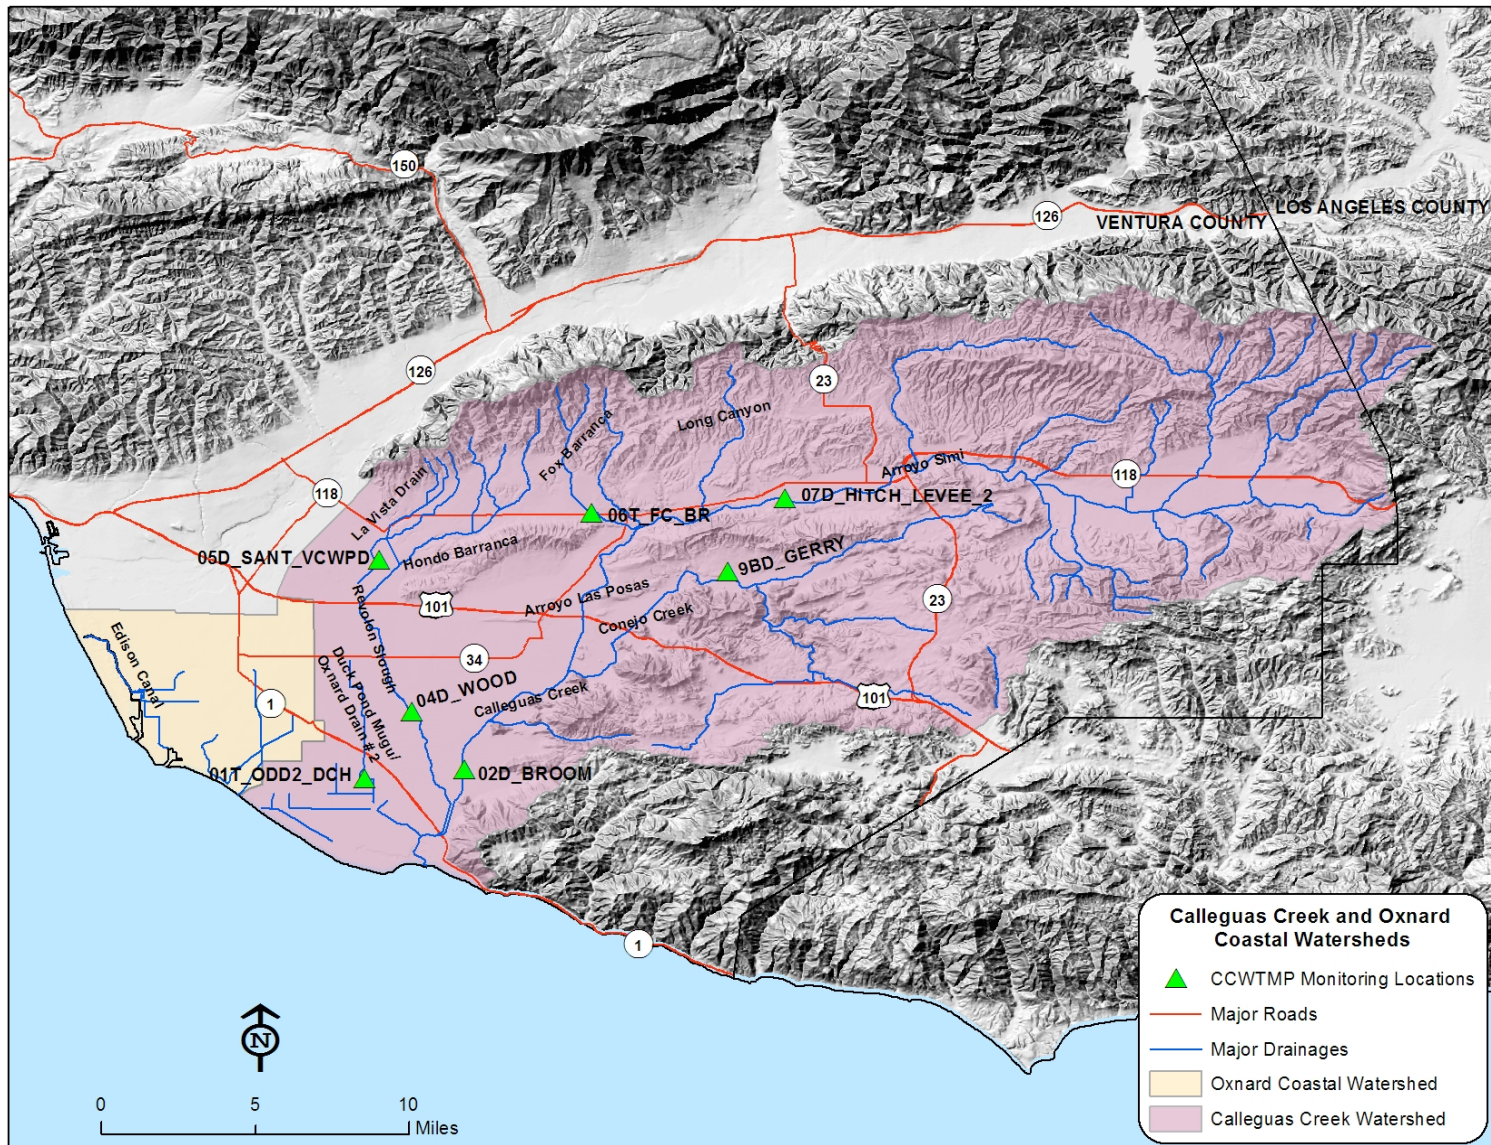 150
126
LOS ANGELES COUNTY
VENTURA COUNTY
126
23
Long Canyon
Fox Barranca
La Vista Drain
Arroyo Simi
118
118
07D_HITCH_LEVEE_2
06T_FC_BR
05D_SANT_VCWPD
Hondo Barranca
9BD_GERRY
Arroyo Las Posas
101
Conejo Creek
23
Revolon Slough
Edison Canal
34
Duck Pond Mugu/
Oxnard Drain #2
04D_WOOD
Calleguas Creek
101
1
01T_ODD2_DCH
02D_BROOM
1
Calleguas Creek and Oxnard
Coastal Watersheds
CCWTMP Monitoring Locations
Major Roads
Major Drainages
Oxnard Coastal Watershed
Calleguas Creek Watershed
N
0 5 10
Miles